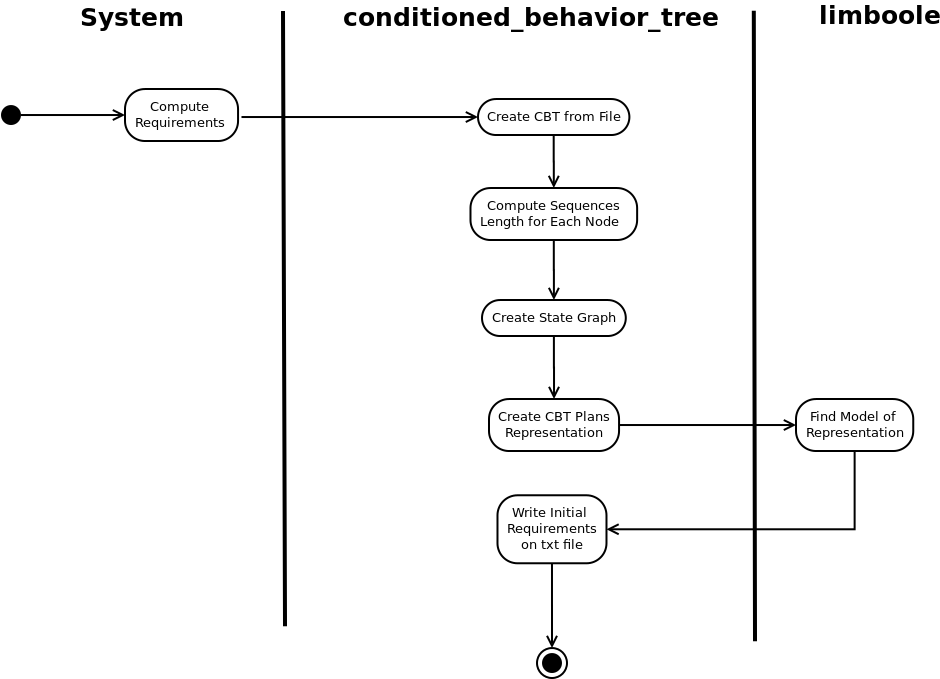 System
conditioned_behavior_tree
limboole
Compute
Requirements
Create CBT from File
Compute Sequences
Length for Each Node
Create State Graph
Create CBT Plans
Representation
Find Model of
Representation
Write Initial
Requirements
on txt file